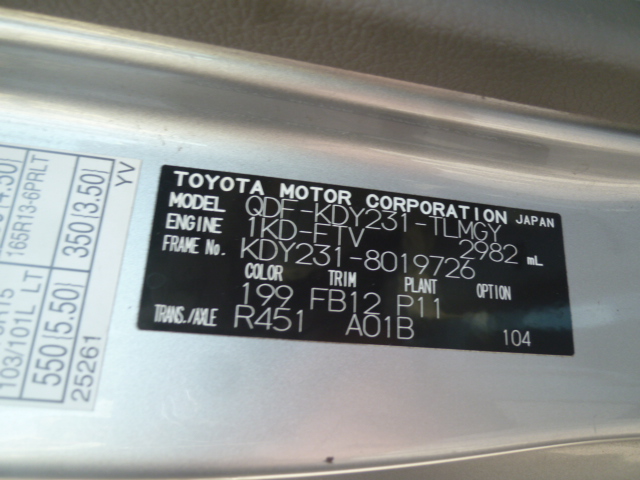 TOYOTA MOTOR CORPORATION JAPAN
MODEL QDF-KDY231-TLMGY
ENGINE 1KD-FTV 2982 mL
FRAME No. KDY231-8019726
COLOR TRIM PLANT OPTION
199 FB12 P11
TRANS./AXLE R451 A01B 104
165R13-6PRLT
350(3.50)
YV
103/101L LT
550(5.50)
25261